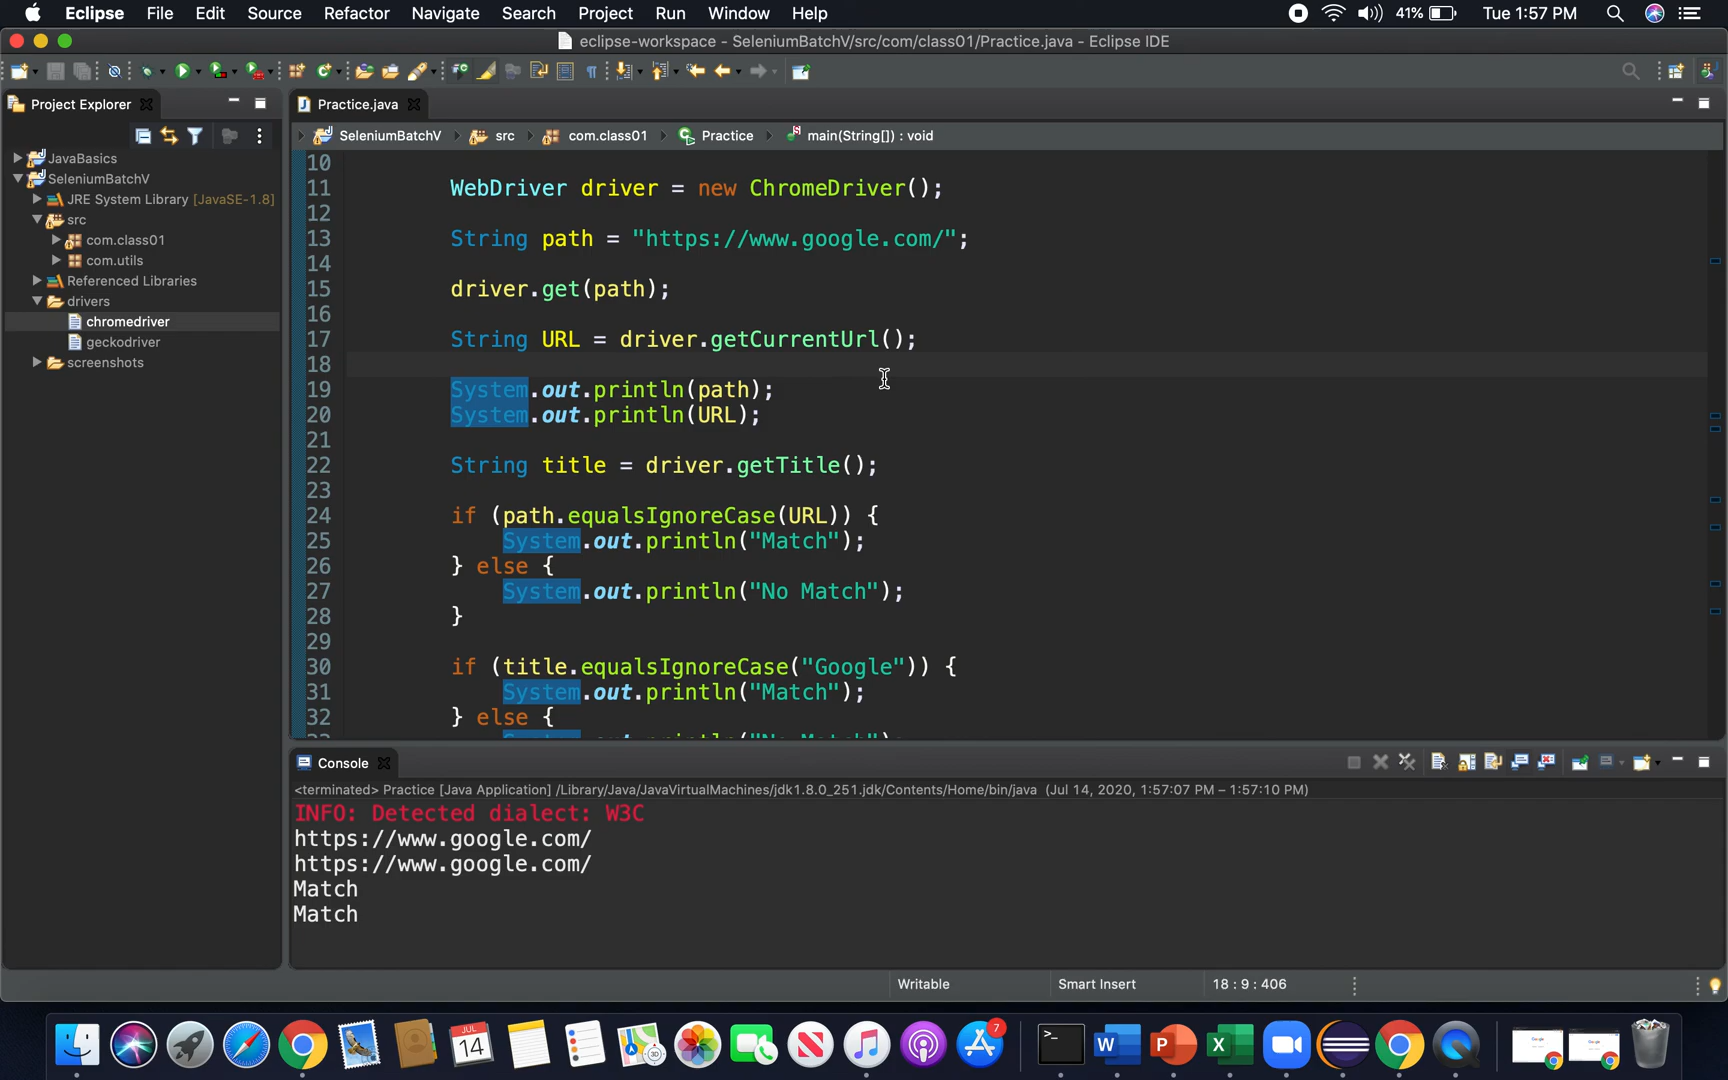 Eclipse File Edit Source Refactor Navigate Search Project Run Window Help 41% Tue 1:57 PM
eclipse-workspace - SeleniumBatchV/src/com/class01/Practice.java - Eclipse IDE
Project Explorer
JavaBasics
SeleniumBatchV
JRE System Library [JavaSE-1.8]
src
com.class01
com.utils
Referenced Libraries
drivers
chromedriver
geckodriver
screenshots
Practice.java
SeleniumBatchV src com.class01 Practice main(String[]) : void
10
11 WebDriver driver = new ChromeDriver();
12
13 String path = "https://www.google.com/";
14
15 driver.get(path);
16
17 String URL = driver.getCurrentUrl();
18
19 System.out.println(path);
20 System.out.println(URL);
21
22 String title = driver.getTitle();
23
24 if (path.equalsIgnoreCase(URL)) {
25 System.out.println("Match");
26 } else {
27 System.out.println("No Match");
28 }
29
30 if (title.equalsIgnoreCase("Google")) {
31 System.out.println("Match");
32 } else {
Console
<terminated> Practice [Java Application] /Library/Java/JavaVirtualMachines/jdk1.8.0_251.jdk/Contents/Home/bin/java (Jul 14, 2020, 1:57:07 PM – 1:57:10 PM)
INFO: Detected dialect: W3C
https://www.google.com/
https://www.google.com/
Match
Match
Writable Smart Insert 18 : 9 : 406
JUL
14
7